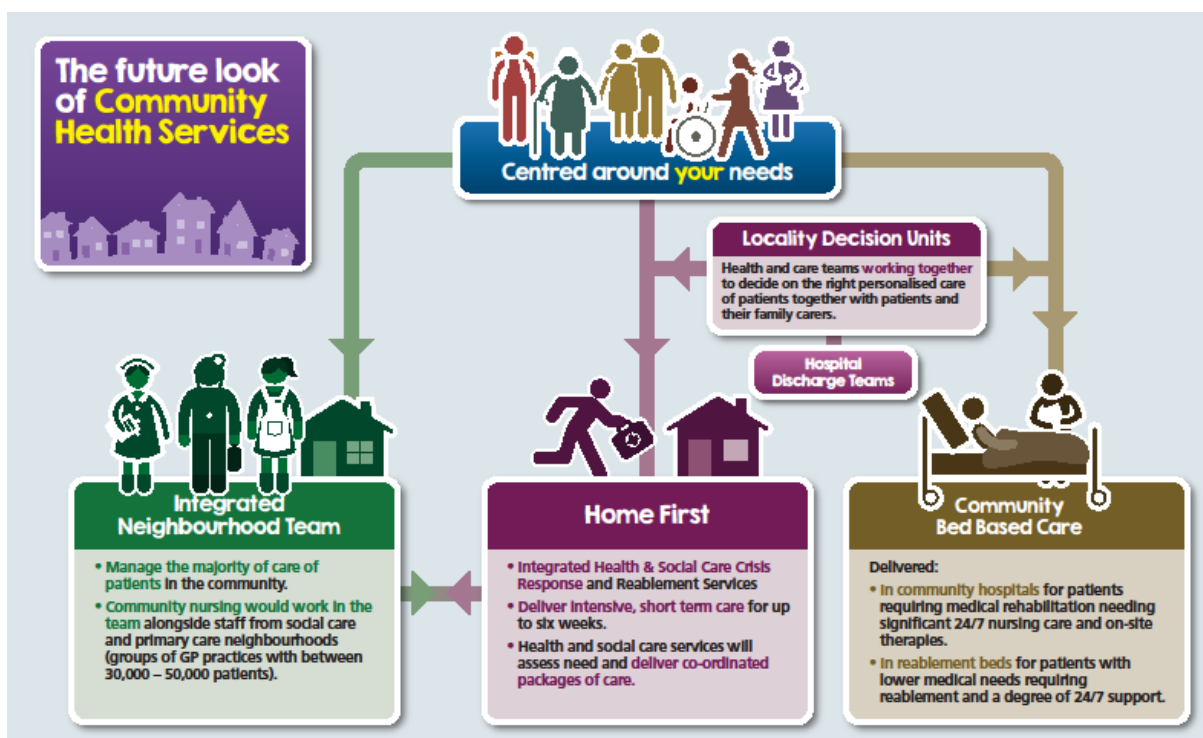 The future look
of Community
Health Services
Centred around your needs
Locality Decision Units
Health and care teams working together
to decide on the right personalised care
of patients together with patients and
their family carers.
Hospital
Discharge Teams
Integrated
Neighbourhood Team
• Manage the majority of care of
patients in the community.
• Community nursing would work in the
team alongside staff from social care
and primary care neighbourhoods
(groups of GP practices with between
30,000 – 50,000 patients).
Home First
• Integrated Health & Social Care Crisis
Response and Reablement Services
• Deliver intensive, short term care for up
to six weeks.
• Health and social care services will
assess need and deliver co-ordinated
packages of care.
Community
Bed Based Care
Delivered:
• In community hospitals for patients
requiring medical rehabilitation needing
significant 24/7 nursing care and on-site
therapies.
• In reablement beds for patients with
lower medical needs requiring
reablement and a degree of 24/7 support.